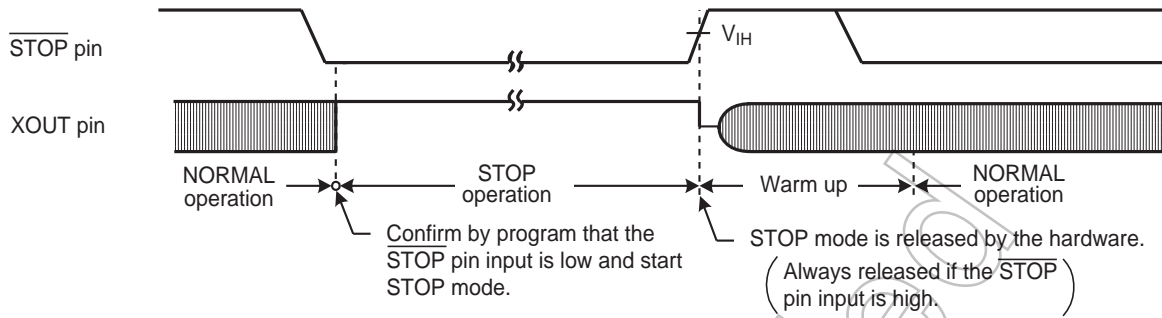 STOP pin
VIH
XOUT pin
NORMAL
operation
STOP
operation
Warm up
NORMAL
operation
Confirm by program that the
STOP pin input is low and start
STOP mode.
STOP mode is released by the hardware.
(Always released if the STOP
pin input is high.)